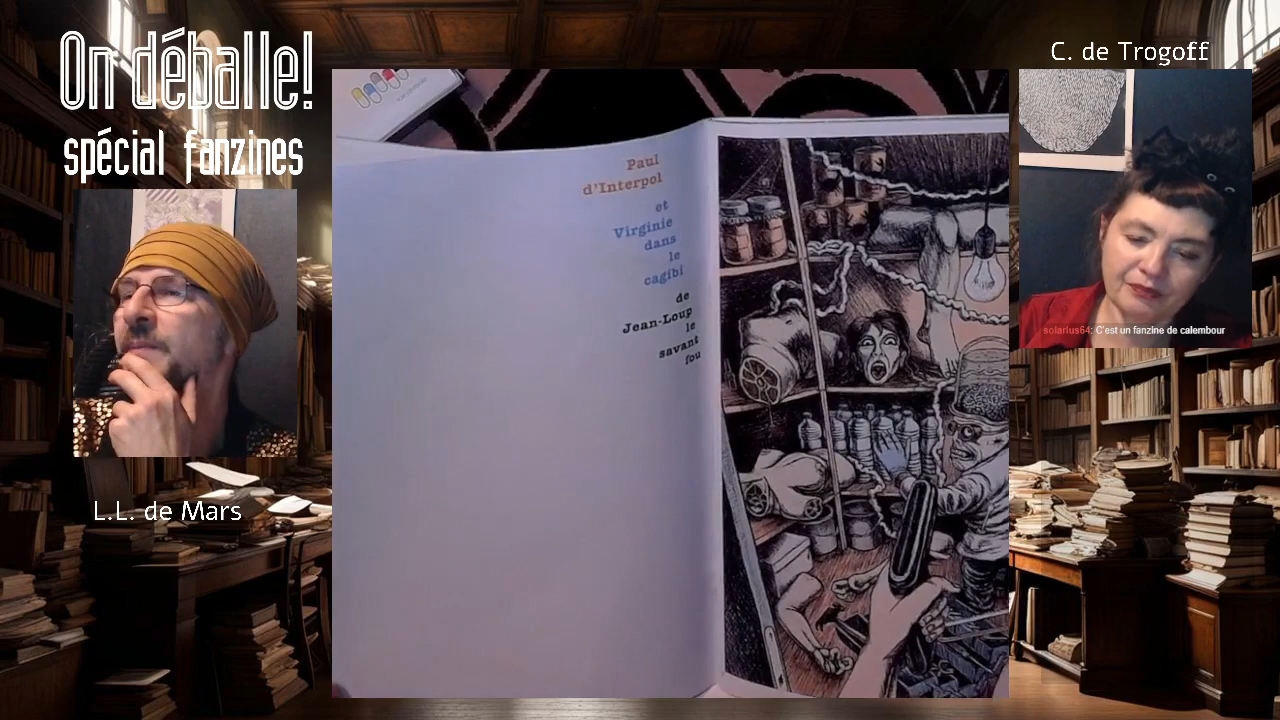 On déballe!
spécial fanzines
C. de Trogoff
Paul
d'Interpol
et
Virginie
dans
le
cagibi
de
Jean-Loup
le
savant
fou
solarius64: C'est un fanzine de calembour
L.L. de Mars